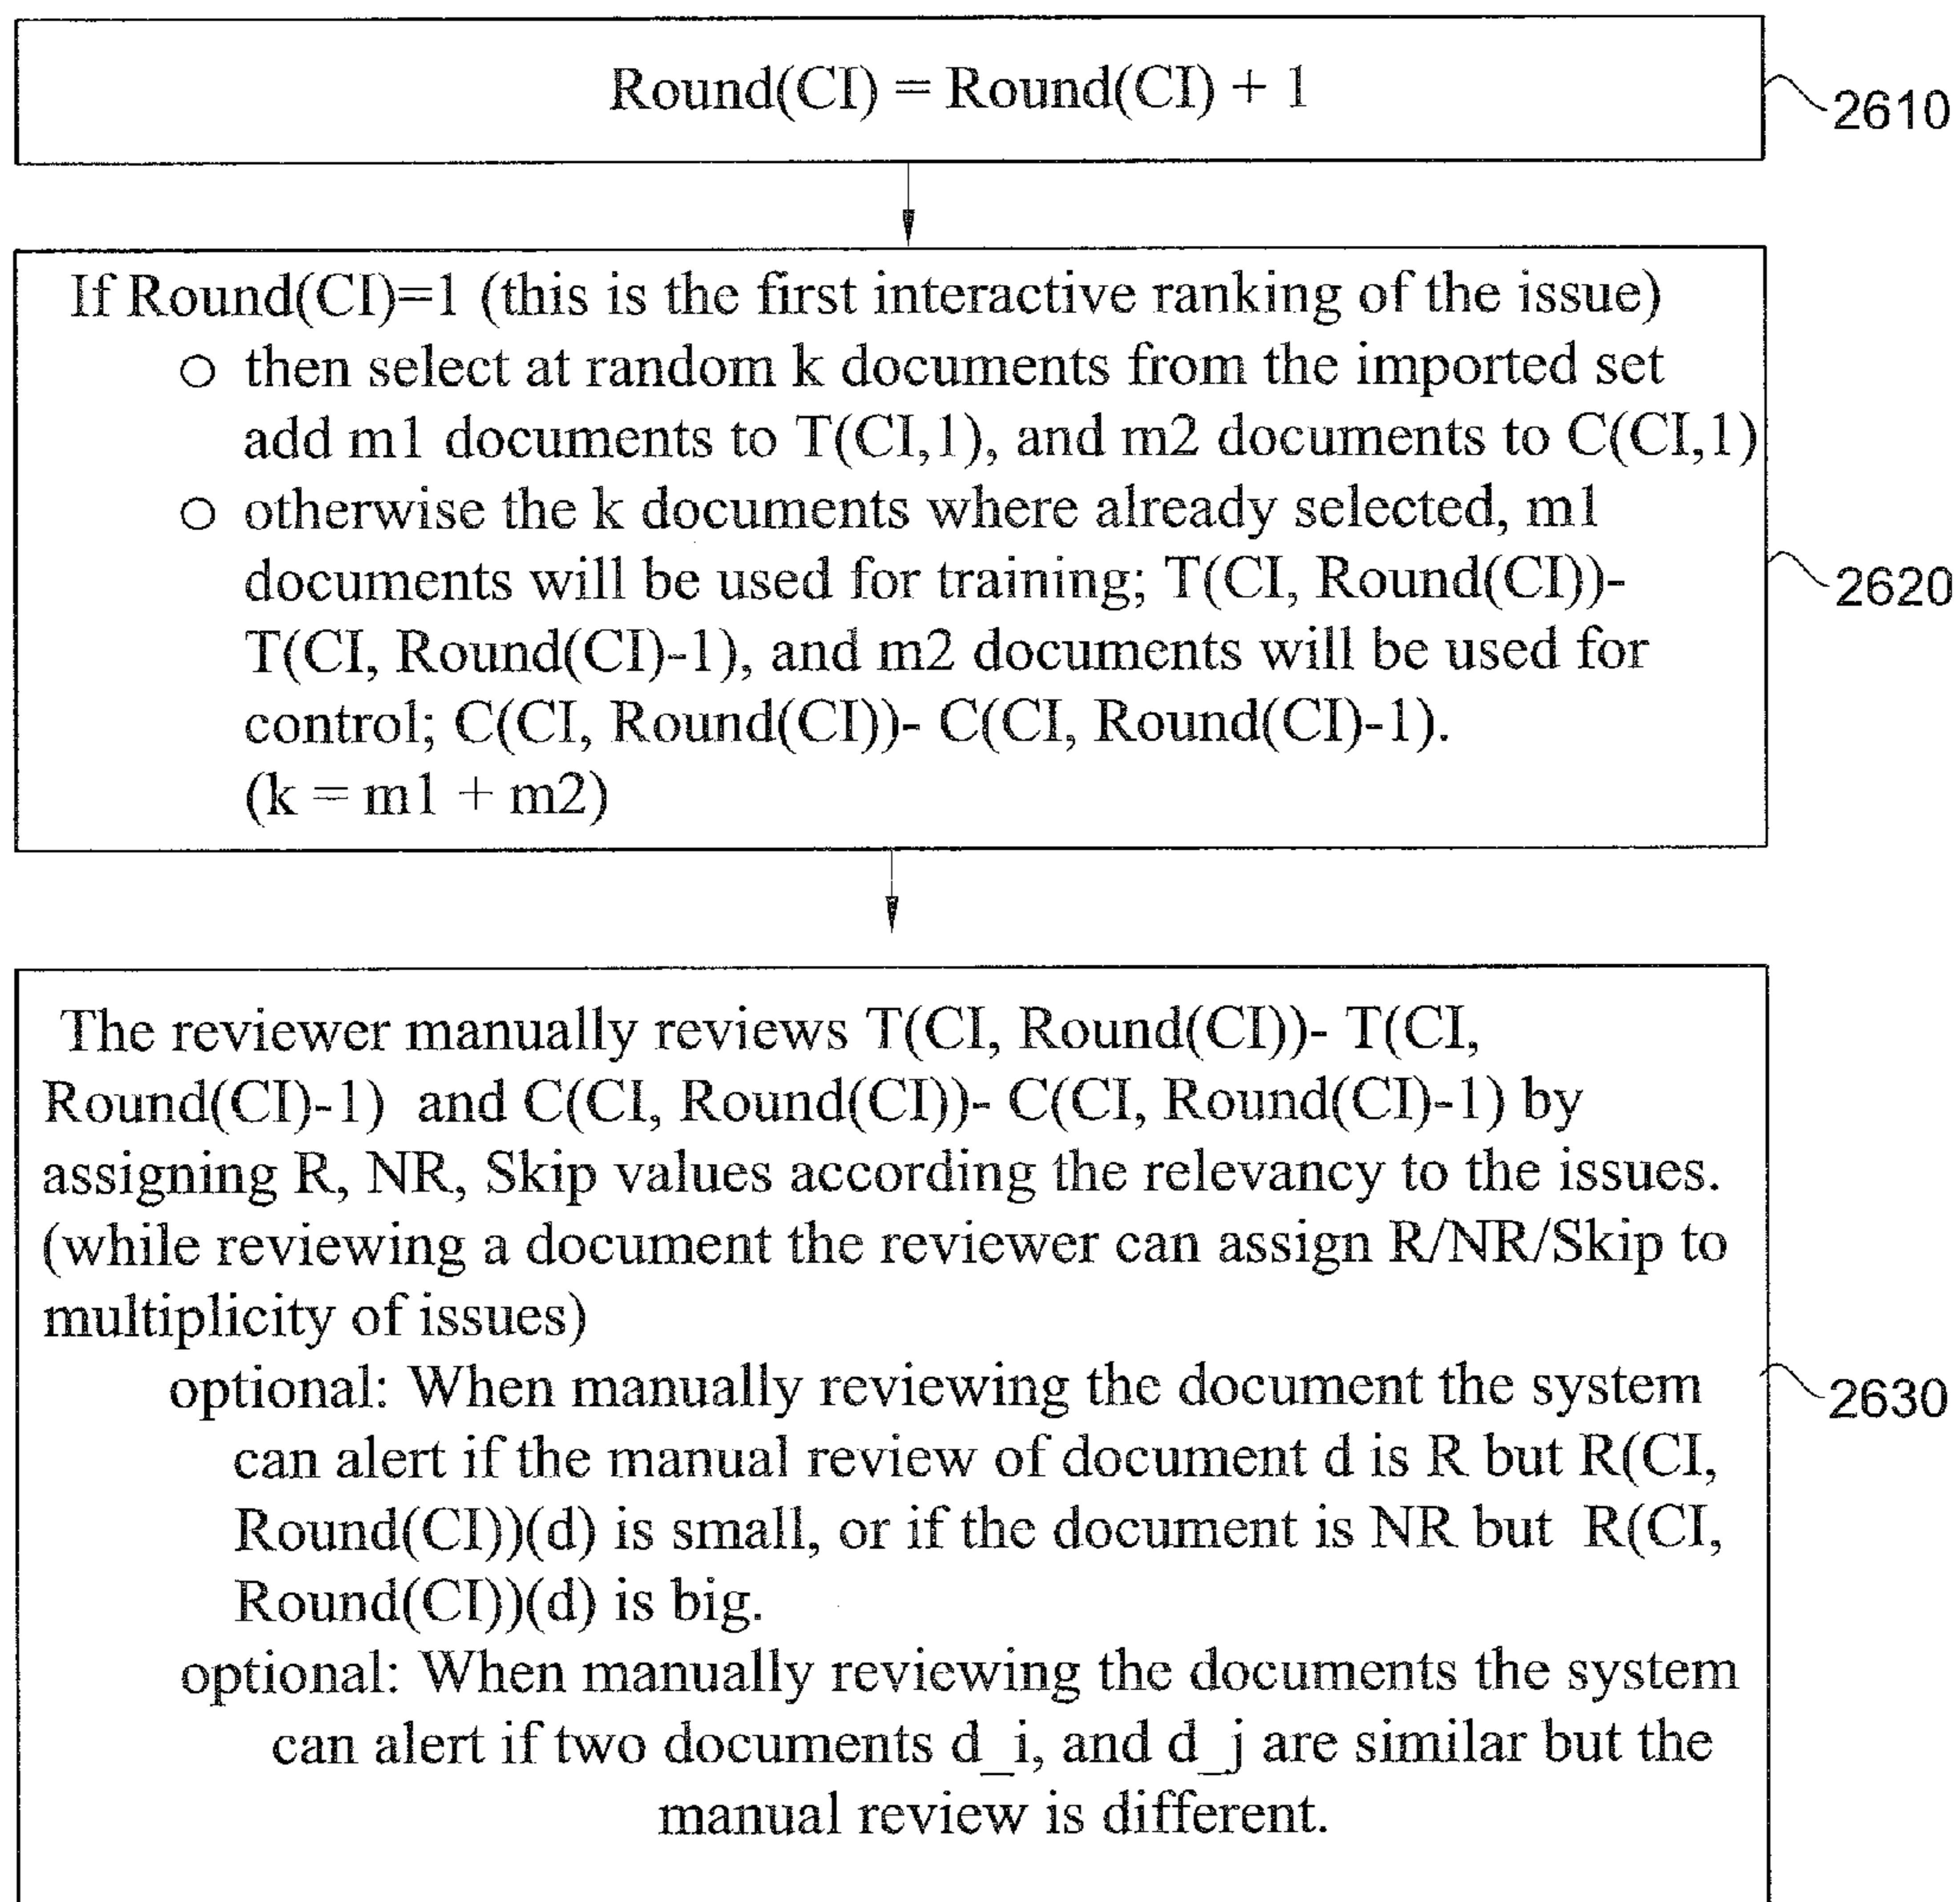 Round(CI) = Round(CI) + 1
2610
If Round(CI)=1 (this is the first interactive ranking of the issue)
○ then select at random k documents from the imported set
add m1 documents to T(CI,1), and m2 documents to C(CI,1)
○ otherwise the k documents where already selected, m1
documents will be used for training; T(CI, Round(CI))-
T(CI, Round(CI)-1), and m2 documents will be used for
control; C(CI, Round(CI))- C(CI, Round(CI)-1).
(k = m1 + m2)
2620
The reviewer manually reviews T(CI, Round(CI))- T(CI,
Round(CI)-1) and C(CI, Round(CI))- C(CI, Round(CI)-1) by
assigning R, NR, Skip values according the relevancy to the issues.
(while reviewing a document the reviewer can assign R/NR/Skip to
multiplicity of issues)
optional: When manually reviewing the document the system
can alert if the manual review of document d is R but R(CI,
Round(CI))(d) is small, or if the document is NR but R(CI,
Round(CI))(d) is big.
optional: When manually reviewing the documents the system
can alert if two documents d_i, and d_j are similar but the
manual review is different.
2630